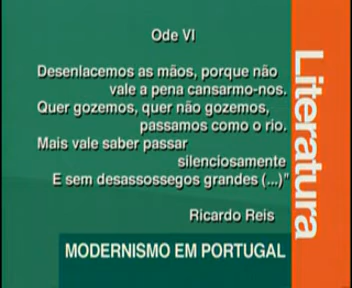 Ode VI
Desenlacemos as mãos, porque não
vale a pena cansarmo-nos.
Quer gozemos, quer não gozemos,
passamos como o rio.
Mais vale saber passar
silenciosamente
E sem desassossegos grandes (...)"
Ricardo Reis
MODERNISMO EM PORTUGAL
Literatura